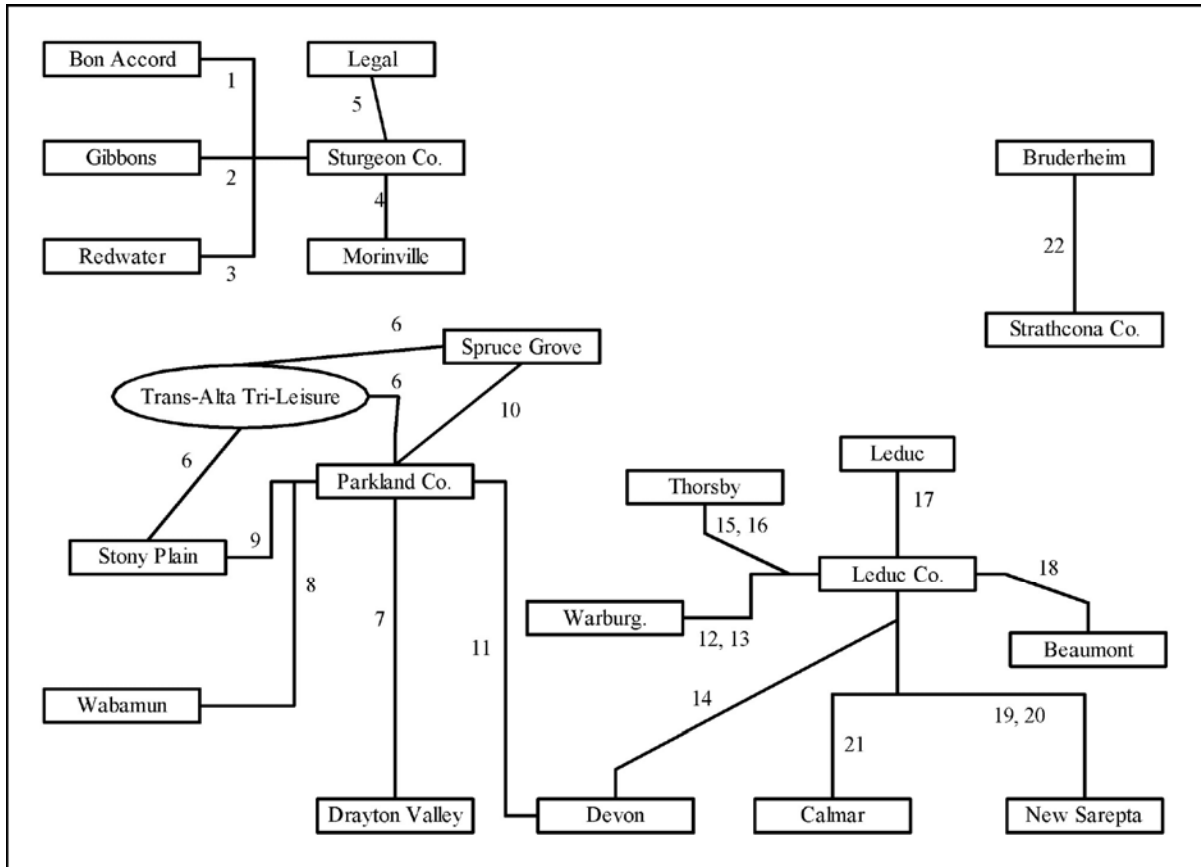 Bon Accord
Legal
1
5
Gibbons
Sturgeon Co.
Bruderheim
2
4
Redwater
Morinville
3
22
6
Spruce Grove
Strathcona Co.
Trans-Alta Tri-Leisure
6
10
6
Leduc
Parkland Co.
Thorsby
17
15, 16
9
Stony Plain
Leduc Co.
18
8
7
Warburg.
12, 13
11
Beaumont
Wabamun
14
19, 20
21
Drayton Valley
Devon
Calmar
New Sarepta